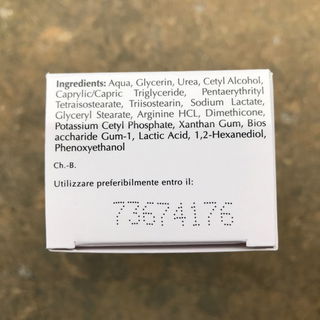 Ingredients: Aqua, Glycerin, Urea, Cetyl Alcohol,
Caprylic/Capric Triglyceride, Pentaerythrityl
Tetraisostearate, Triisostearin, Sodium Lactate,
Glyceryl Stearate, Arginine HCL, Dimethicone,
Potassium Cetyl Phosphate, Xanthan Gum, Bios
accharide Gum-1, Lactic Acid, 1,2-Hexanediol,
Phenoxyethanol
Ch.-B.
Utilizzare preferibilmente entro il:
73674176